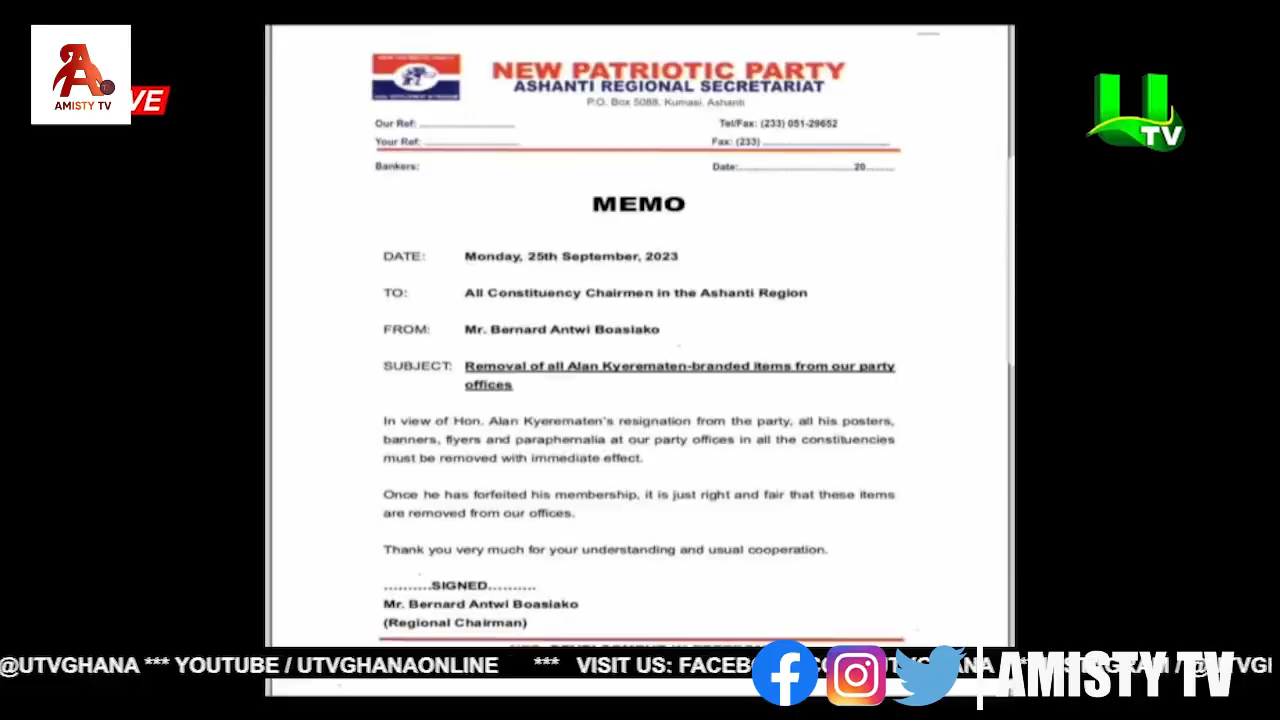 AMISTY TV
VE
U
TV
NEW PATRIOTIC PARTY
ASHANTI REGIONAL SECRETARIAT
P.O. Box 5088, Kumasi, Ashanti
Our Ref: ........................ Tel/Fax: (233) 051-29652
Your Ref: ........................ Fax: (233) ........................
Bankers: Date:........................20.......
MEMO
DATE: Monday, 25th September, 2023
TO: All Constituency Chairmen in the Ashanti Region
FROM: Mr. Bernard Antwi Boasiako
SUBJECT: Removal of all Alan Kyerematen-branded items from our party
offices
In view of Hon. Alan Kyerematen's resignation from the party, all his posters,
banners, flyers and paraphernalia at our party offices in all the constituencies
must be removed with immediate effect.
Once he has forfeited his membership, it is just right and fair that these items
are removed from our offices.
Thank you very much for your understanding and usual cooperation.
..........SIGNED..........
Mr. Bernard Antwi Boasiako
(Regional Chairman)
@UTVGHANA *** YOUTUBE / UTVGHANAONLINE *** VISIT US: FACEB
AMISTY TV